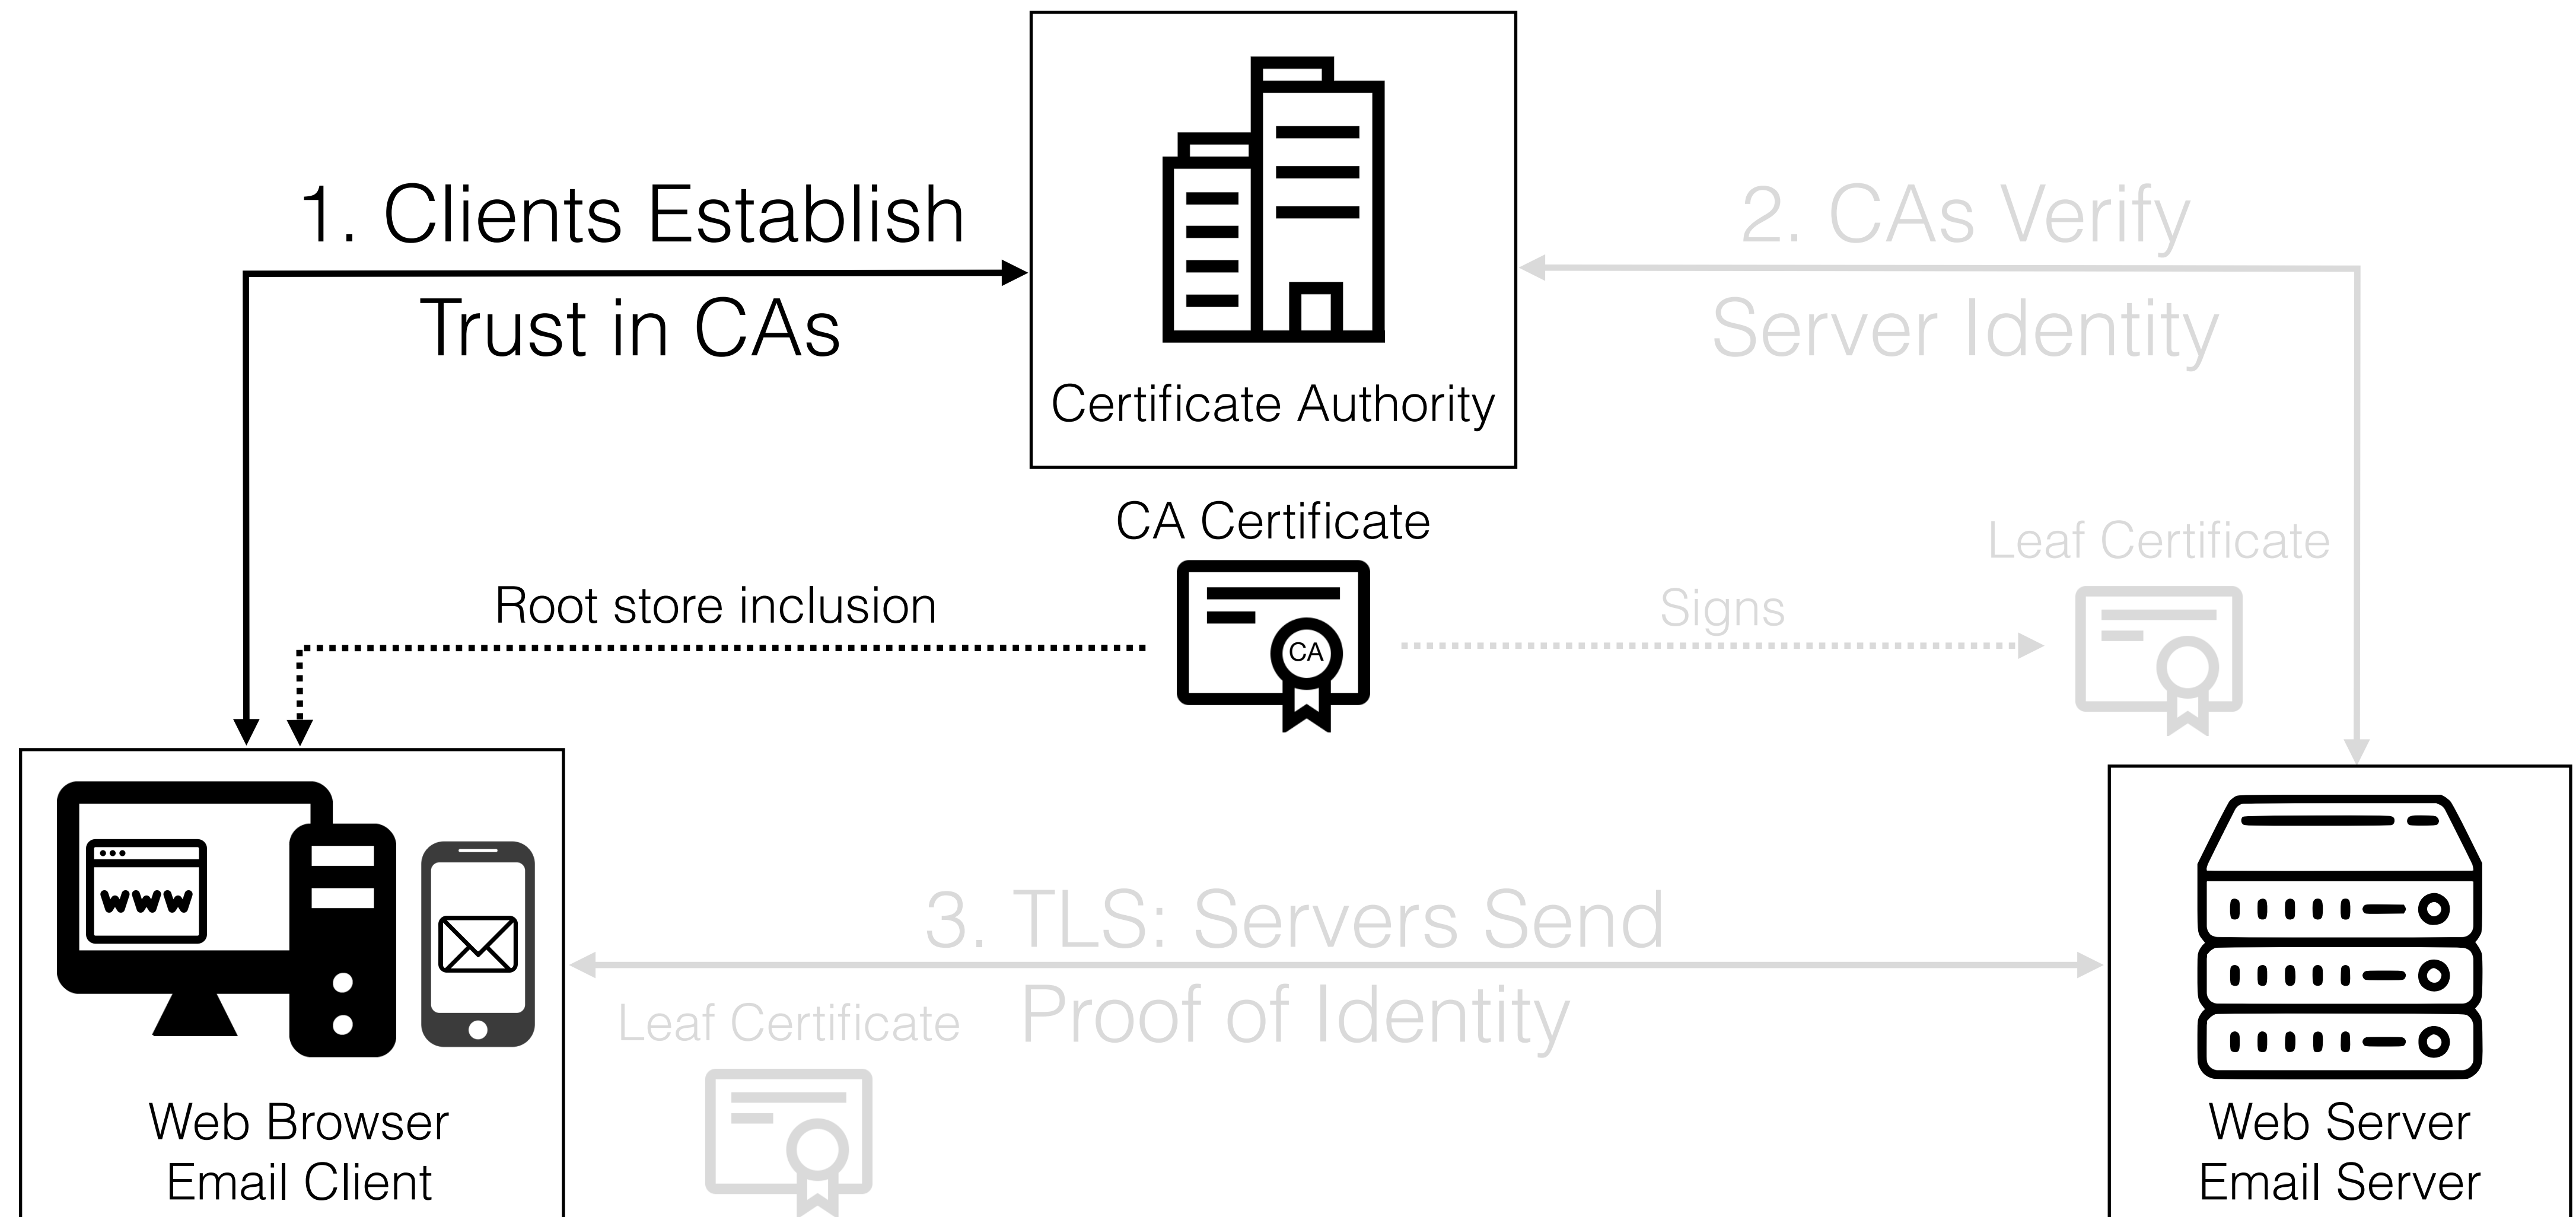 1. Clients Establish
Trust in CAs
Certificate Authority
2. CAs Verify
Server Identity
CA Certificate
Root store inclusion
CA
Signs
Leaf Certificate
www
Web Browser
Email Client
3. TLS: Servers Send
Proof of Identity
Leaf Certificate
Web Server
Email Server